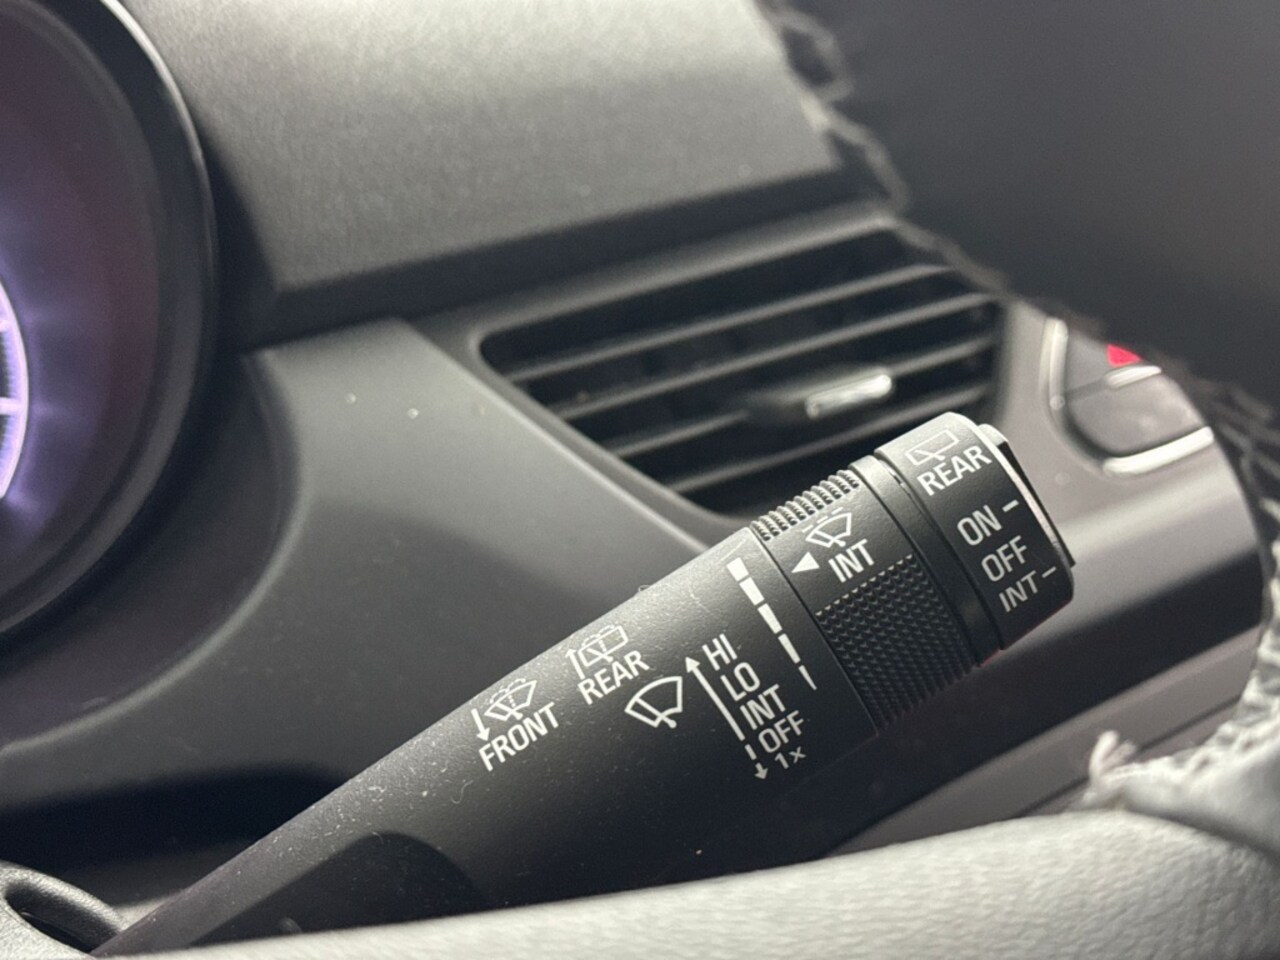 REAR
ON
OFF
INT
INT
HI
LO
INT
OFF
1x
REAR
FRONT